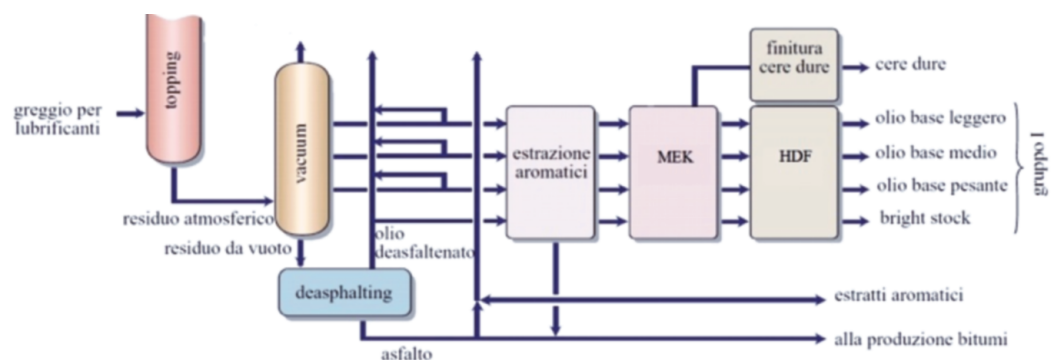 greggio per
lubrificanti
topping
residuo atmosferico
residuo da vuoto
vacuum
deasphalting
olio
deasfaltenato
asfalto
estrazione
aromatici
MEK
finitura
cere dure
HDF
cere dure
olio base leggero
olio base medio
olio base pesante
bright stock
gruppo I
estratti aromatici
alla produzione bitumi